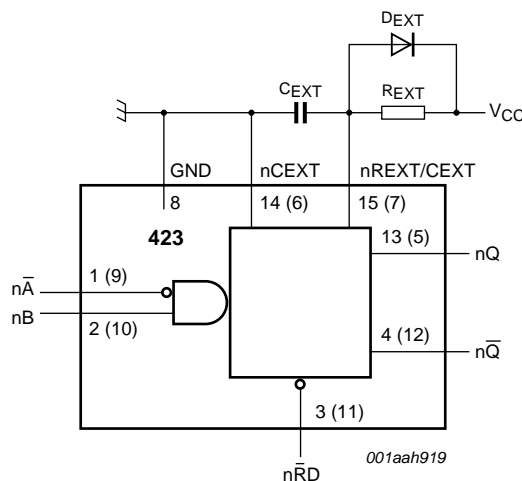 DEXT
CEXT
REXT
VCC
GND
nCEXT
nREXT/CEXT
8
14 (6)
15 (7)
423
13 (5)
nQ
1 (9)
nA̅
nB
2 (10)
4 (12)
nQ̅
3 (11)
nR̅D
001aah919